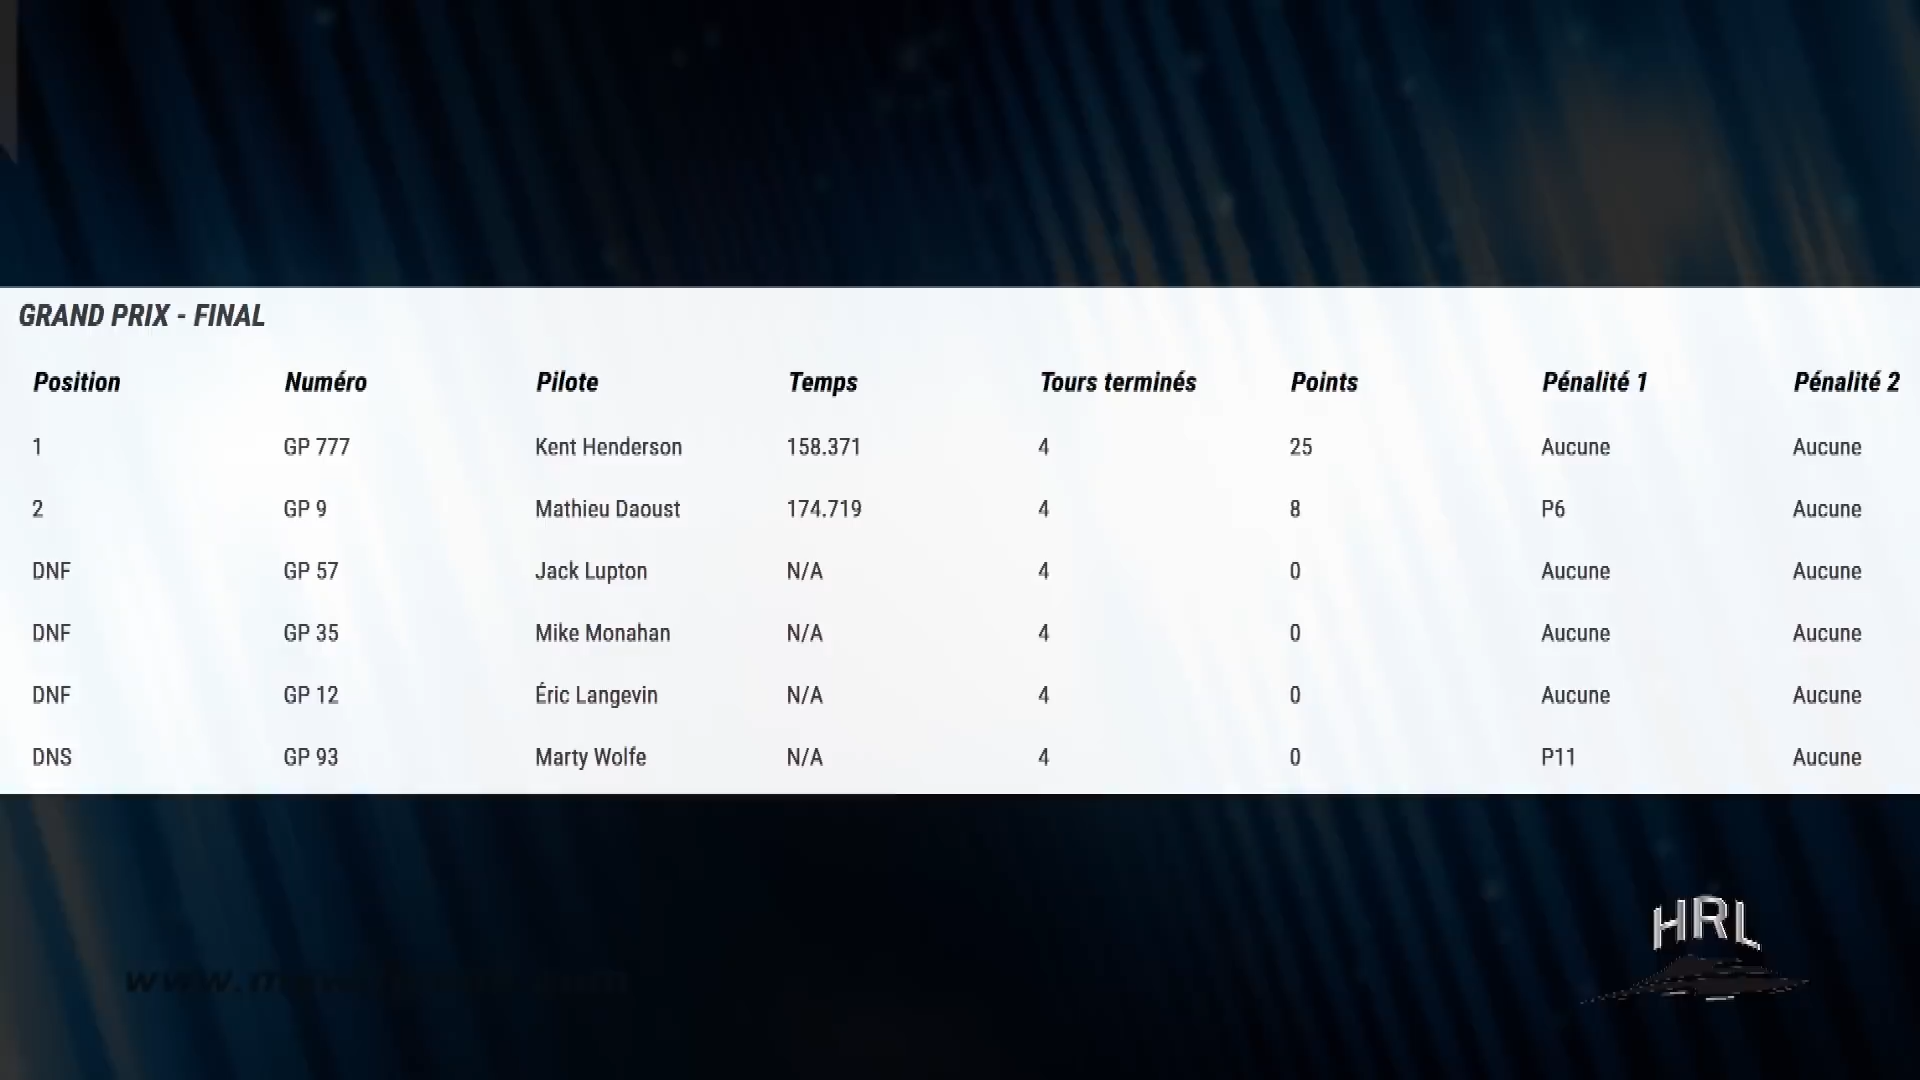 GRAND PRIX - FINAL
Position Numéro Pilote Temps Tours terminés Points Pénalité 1 Pénalité 2
1 GP 777 Kent Henderson 158.371 4 25 Aucune Aucune
2 GP 9 Mathieu Daoust 174.719 4 8 P6 Aucune
DNF GP 57 Jack Lupton N/A 4 0 Aucune Aucune
DNF GP 35 Mike Monahan N/A 4 0 Aucune Aucune
DNF GP 12 Éric Langevin N/A 4 0 Aucune Aucune
DNS GP 93 Marty Wolfe N/A 4 0 P11 Aucune
HRL